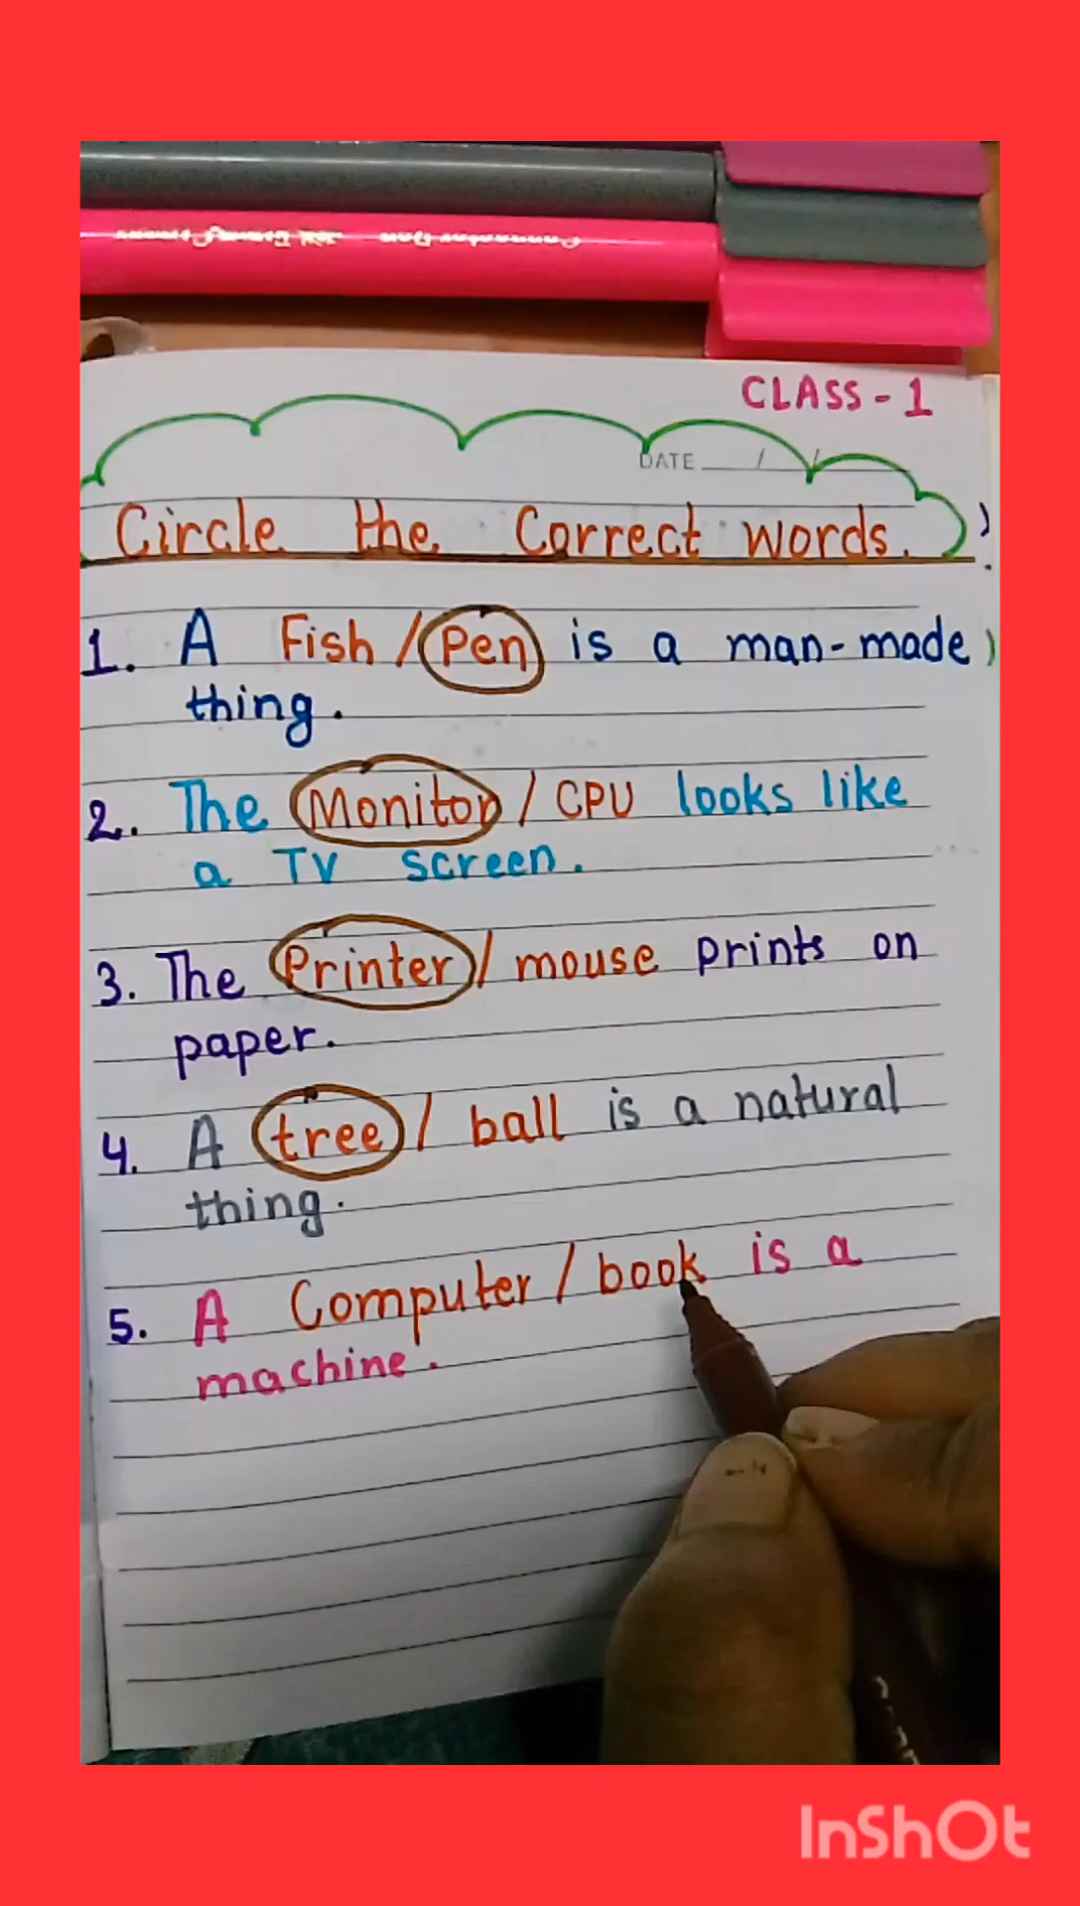 CLASS - 1
DATE / /
Circle the Correct words.
1. A Fish / Pen is a man-made
thing.
2. The Monitor / CPU looks like
a TV screen.
3. The Printer / mouse prints on
paper.
4. A tree / ball is a natural
thing.
5. A Computer / book is a
machine.
InShOt